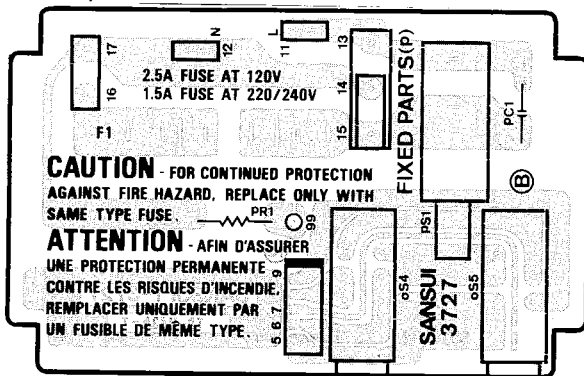 17
16
F1
N
12
L
11
13
14
15
2.5A FUSE AT 120V
1.5A FUSE AT 220/240V
FIXED PARTS(P)
PC1
B
CAUTION - FOR CONTINUED PROTECTION
AGAINST FIRE HAZARD, REPLACE ONLY WITH
SAME TYPE FUSE.
PR1
99
ATTENTION - AFIN D'ASSURER
UNE PROTECTION PERMANENTE
CONTRE LES RISQUES D'INCENDIE.
REMPLACER UNIQUEMENT PAR
UN FUSIBLE DE MÊME TYPE.
5 6 7 9
oS4
PS1
SANSUI
3727
oS5